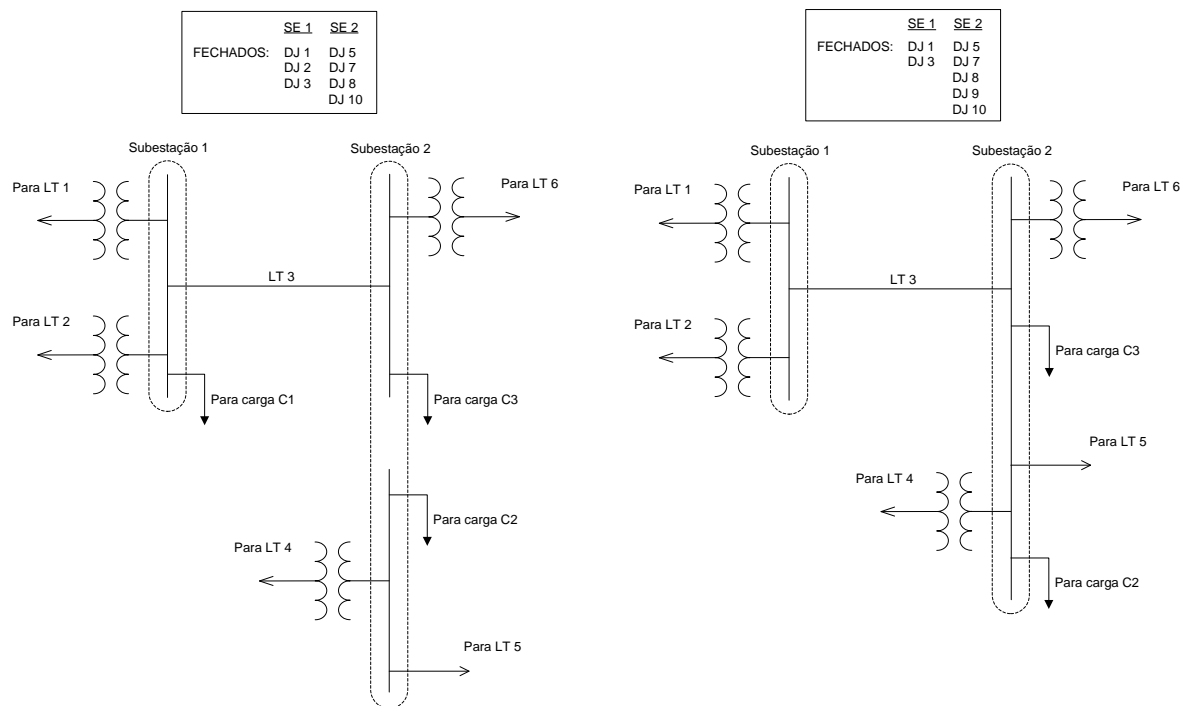 SE 1 SE 2
FECHADOS: DJ 1 DJ 5
DJ 2 DJ 7
DJ 3 DJ 8
DJ 10
Subestação 1
Subestação 2
Para LT 1
Para LT 6
LT 3
Para LT 2
Para carga C1
Para carga C3
Para carga C2
Para LT 4
Para LT 5
SE 1 SE 2
FECHADOS: DJ 1 DJ 5
DJ 3 DJ 7
DJ 8
DJ 9
DJ 10
Subestação 1
Subestação 2
Para LT 1
Para LT 6
LT 3
Para LT 2
Para carga C3
Para LT 5
Para LT 4
Para carga C2